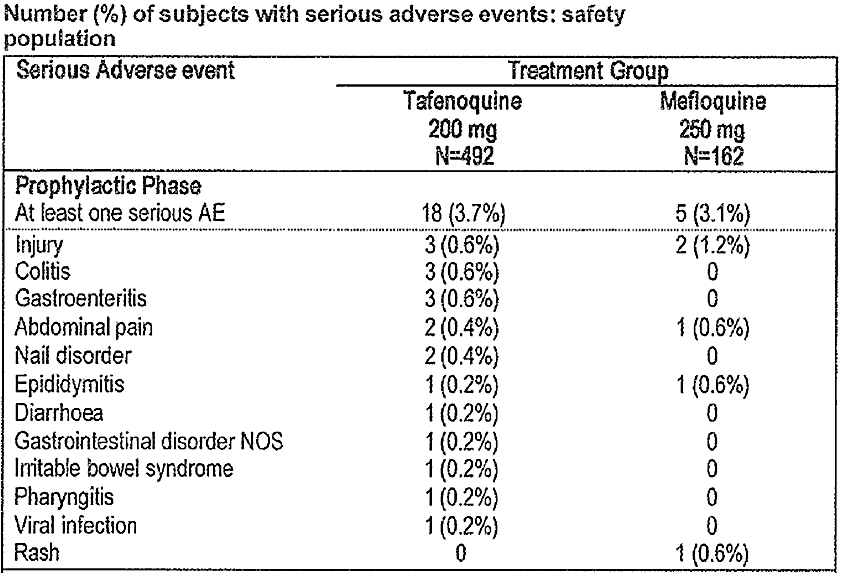 Number (%) of subjects with serious adverse events: safety
population
Serious Adverse event Treatment Group
Tafenoquine Mefloquine
200 mg 250 mg
N=492 N=162
Prophylactic Phase
At least one serious AE 18 (3.7%) 5 (3.1%)
Injury 3 (0.6%) 2 (1.2%)
Colitis 3 (0.6%) 0
Gastroenteritis 3 (0.6%) 0
Abdominal pain 2 (0.4%) 1 (0.6%)
Nail disorder 2 (0.4%) 0
Epididymitis 1 (0.2%) 1 (0.6%)
Diarrhoea 1 (0.2%) 0
Gastrointestinal disorder NOS 1 (0.2%) 0
Irritable bowel syndrome 1 (0.2%) 0
Pharyngitis 1 (0.2%) 0
Viral infection 1 (0.2%) 0
Rash 0 1 (0.6%)